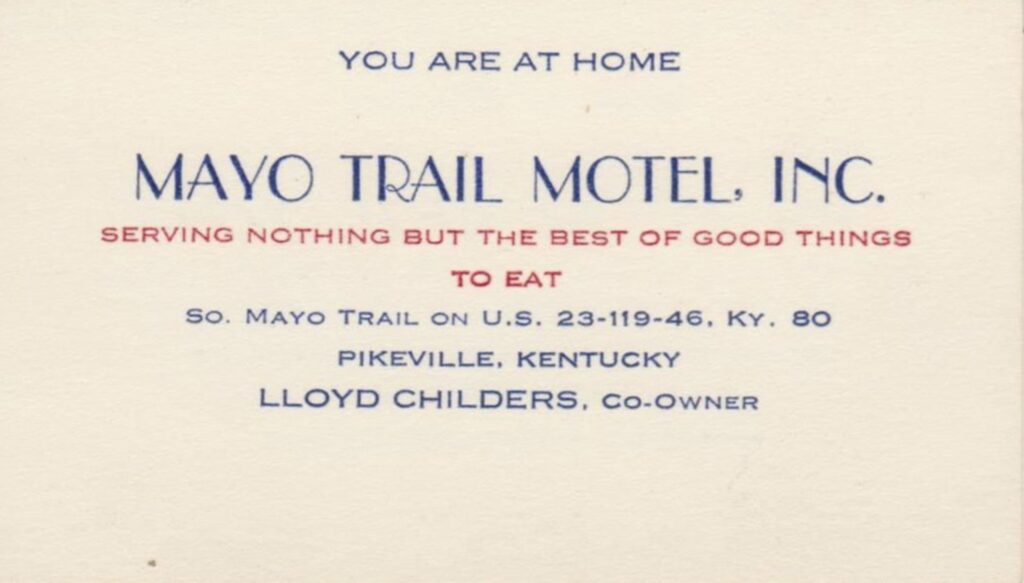 YOU ARE AT HOME
MAYO TRAIL MOTEL, INC.
SERVING NOTHING BUT THE BEST OF GOOD THINGS
TO EAT
So. Mayo Trail on U.S. 23-119-46, Ky. 80
PIKEVILLE, KENTUCKY
LLOYD CHILDERS, Co-Owner